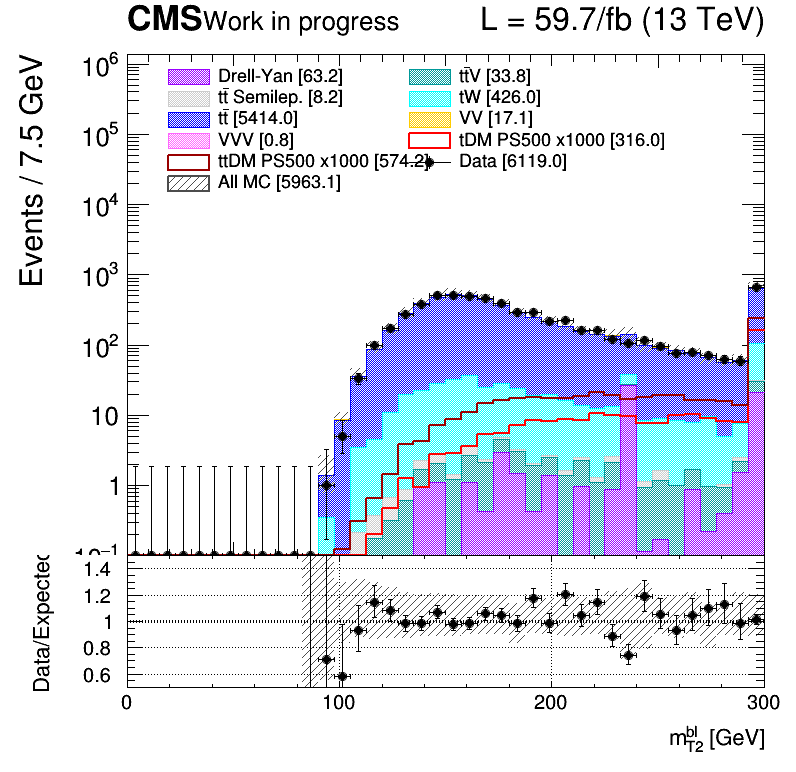 CMS Work in progress L = 59.7/fb (13 TeV)
Events / 7.5 GeV
10⁶
10⁵
10⁴
10³
10²
10
1
10⁻¹
Drell-Yan [63.2] tt̄V [33.8]
tt̄ Semilep. [8.2] tW [426.0]
tt̄ [5414.0] VV [17.1]
VVV [0.8] tDM PS500 x1000 [316.0]
ttDM PS500 x1000 [574.2] Data [6119.0]
All MC [5963.1]
Data/Expected
1.4
1.2
1
0.8
0.6
0 100 200 300
m_{T2}^{bl} [GeV]